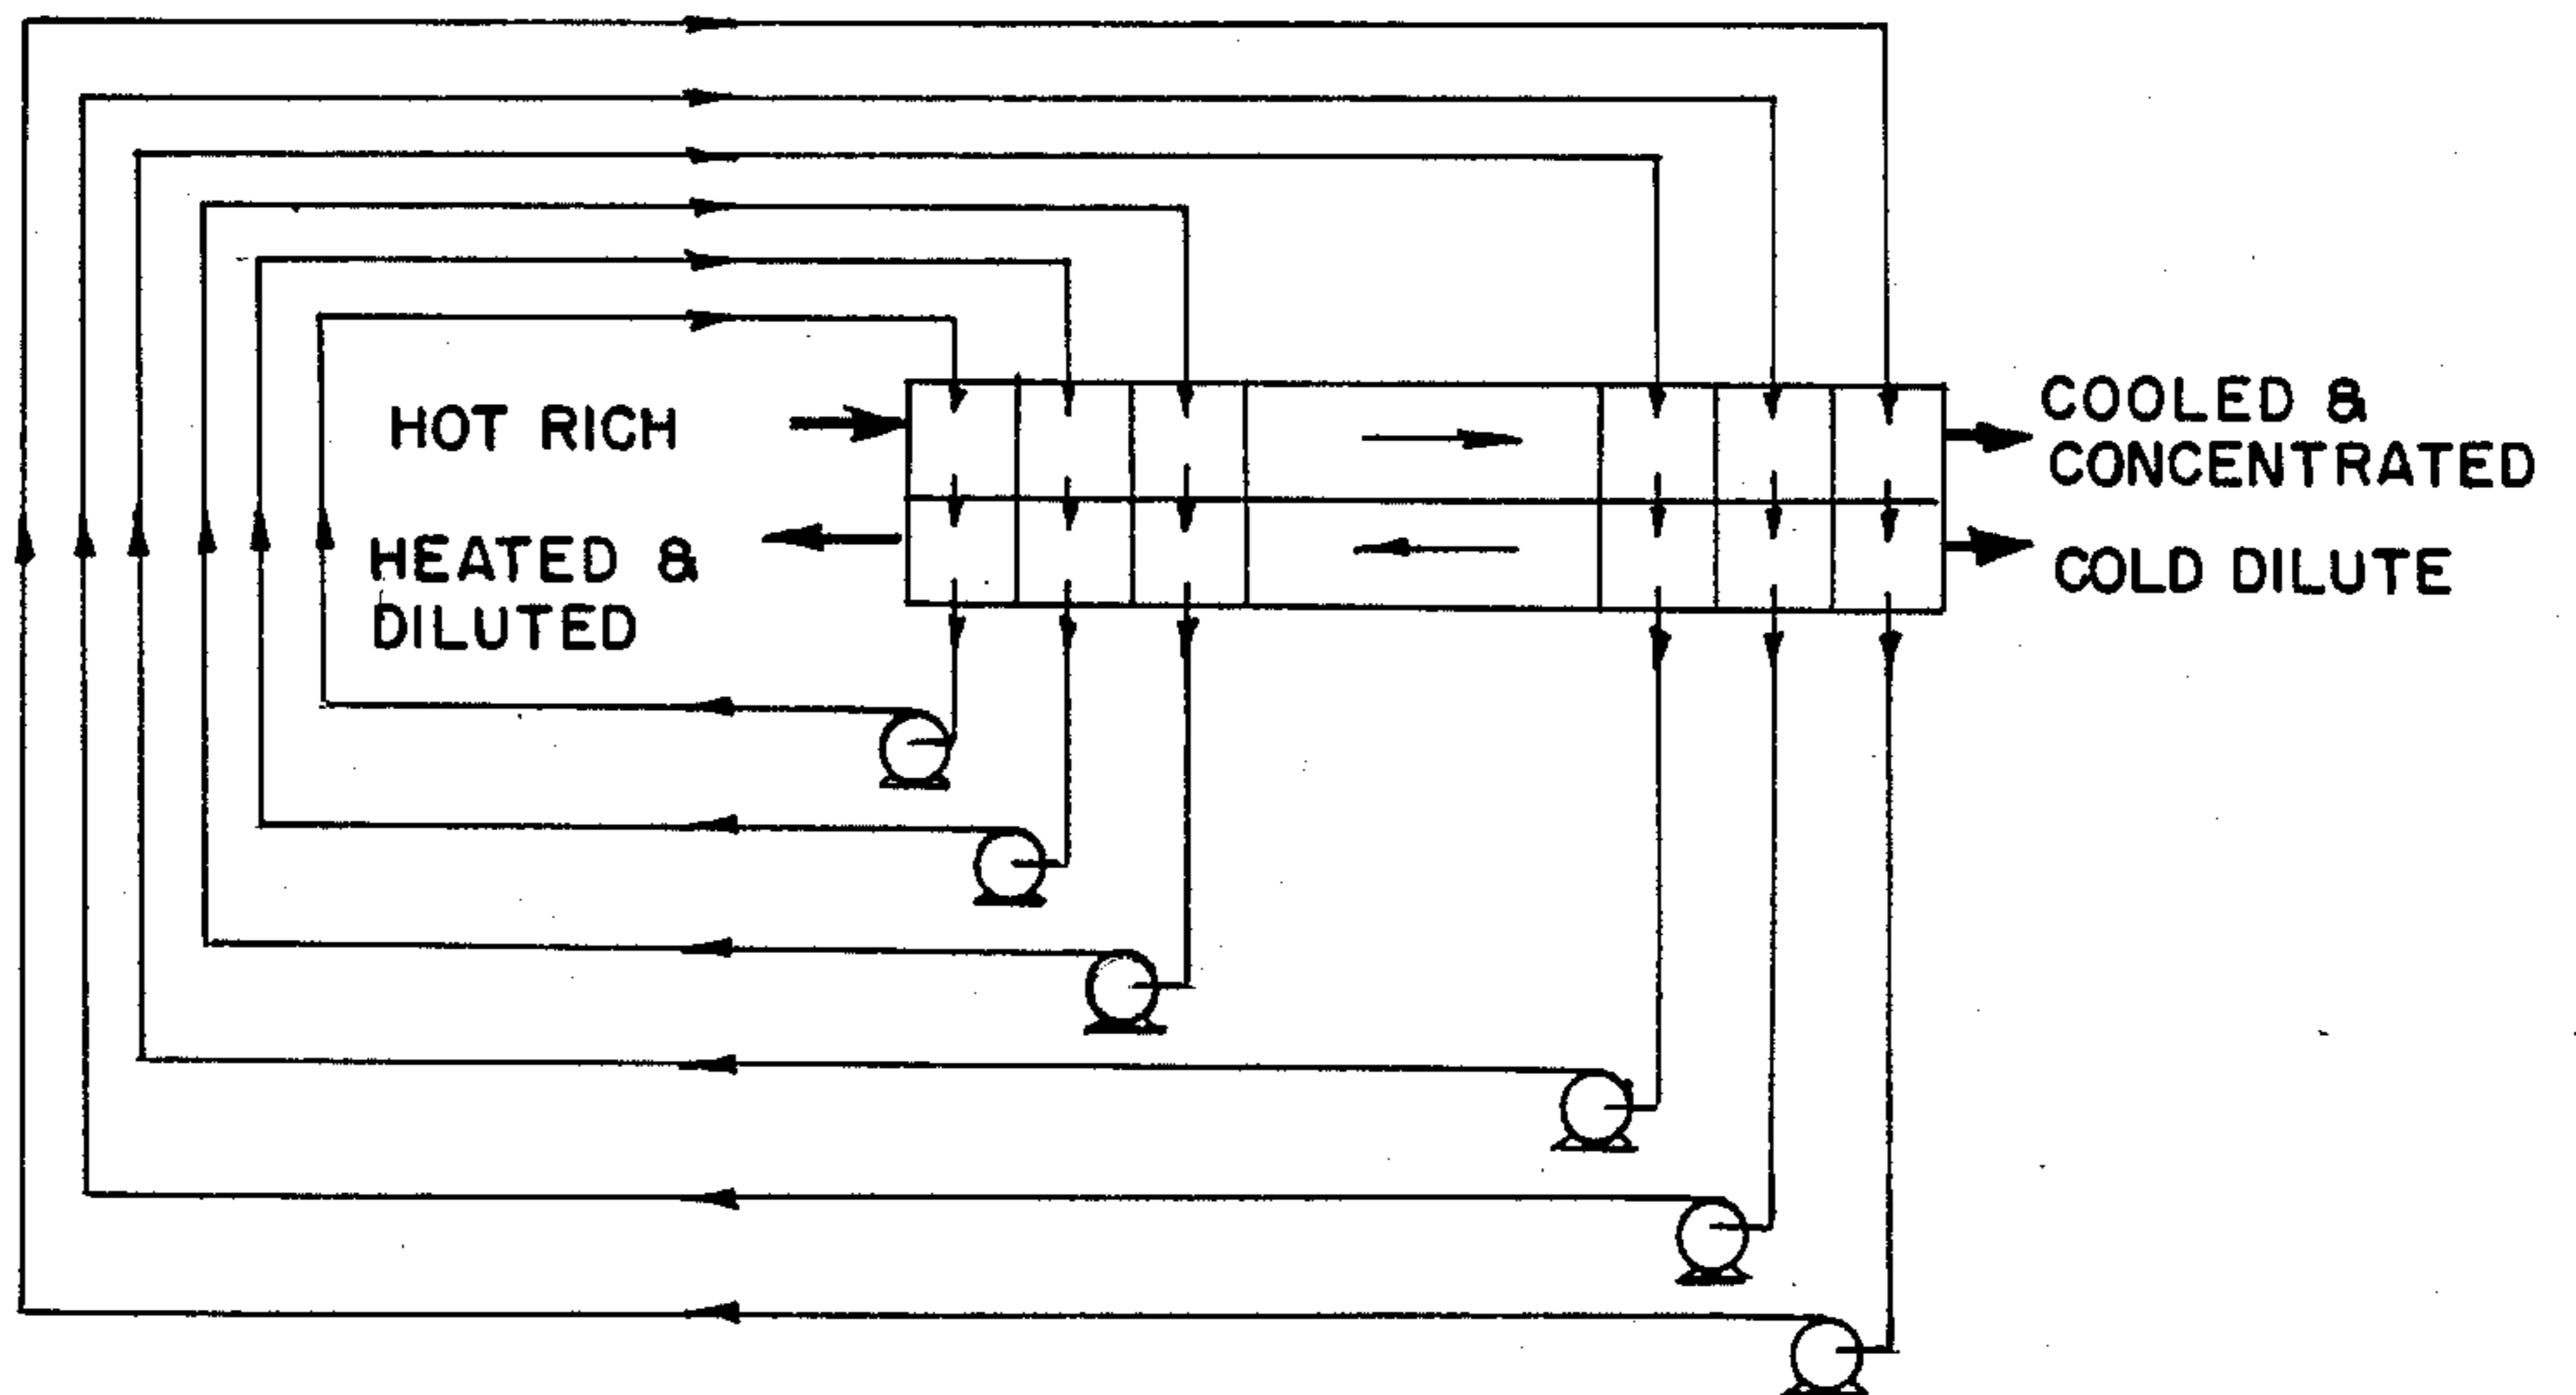 HOT RICH
HEATED &
DILUTED
COOLED &
CONCENTRATED
COLD DILUTE